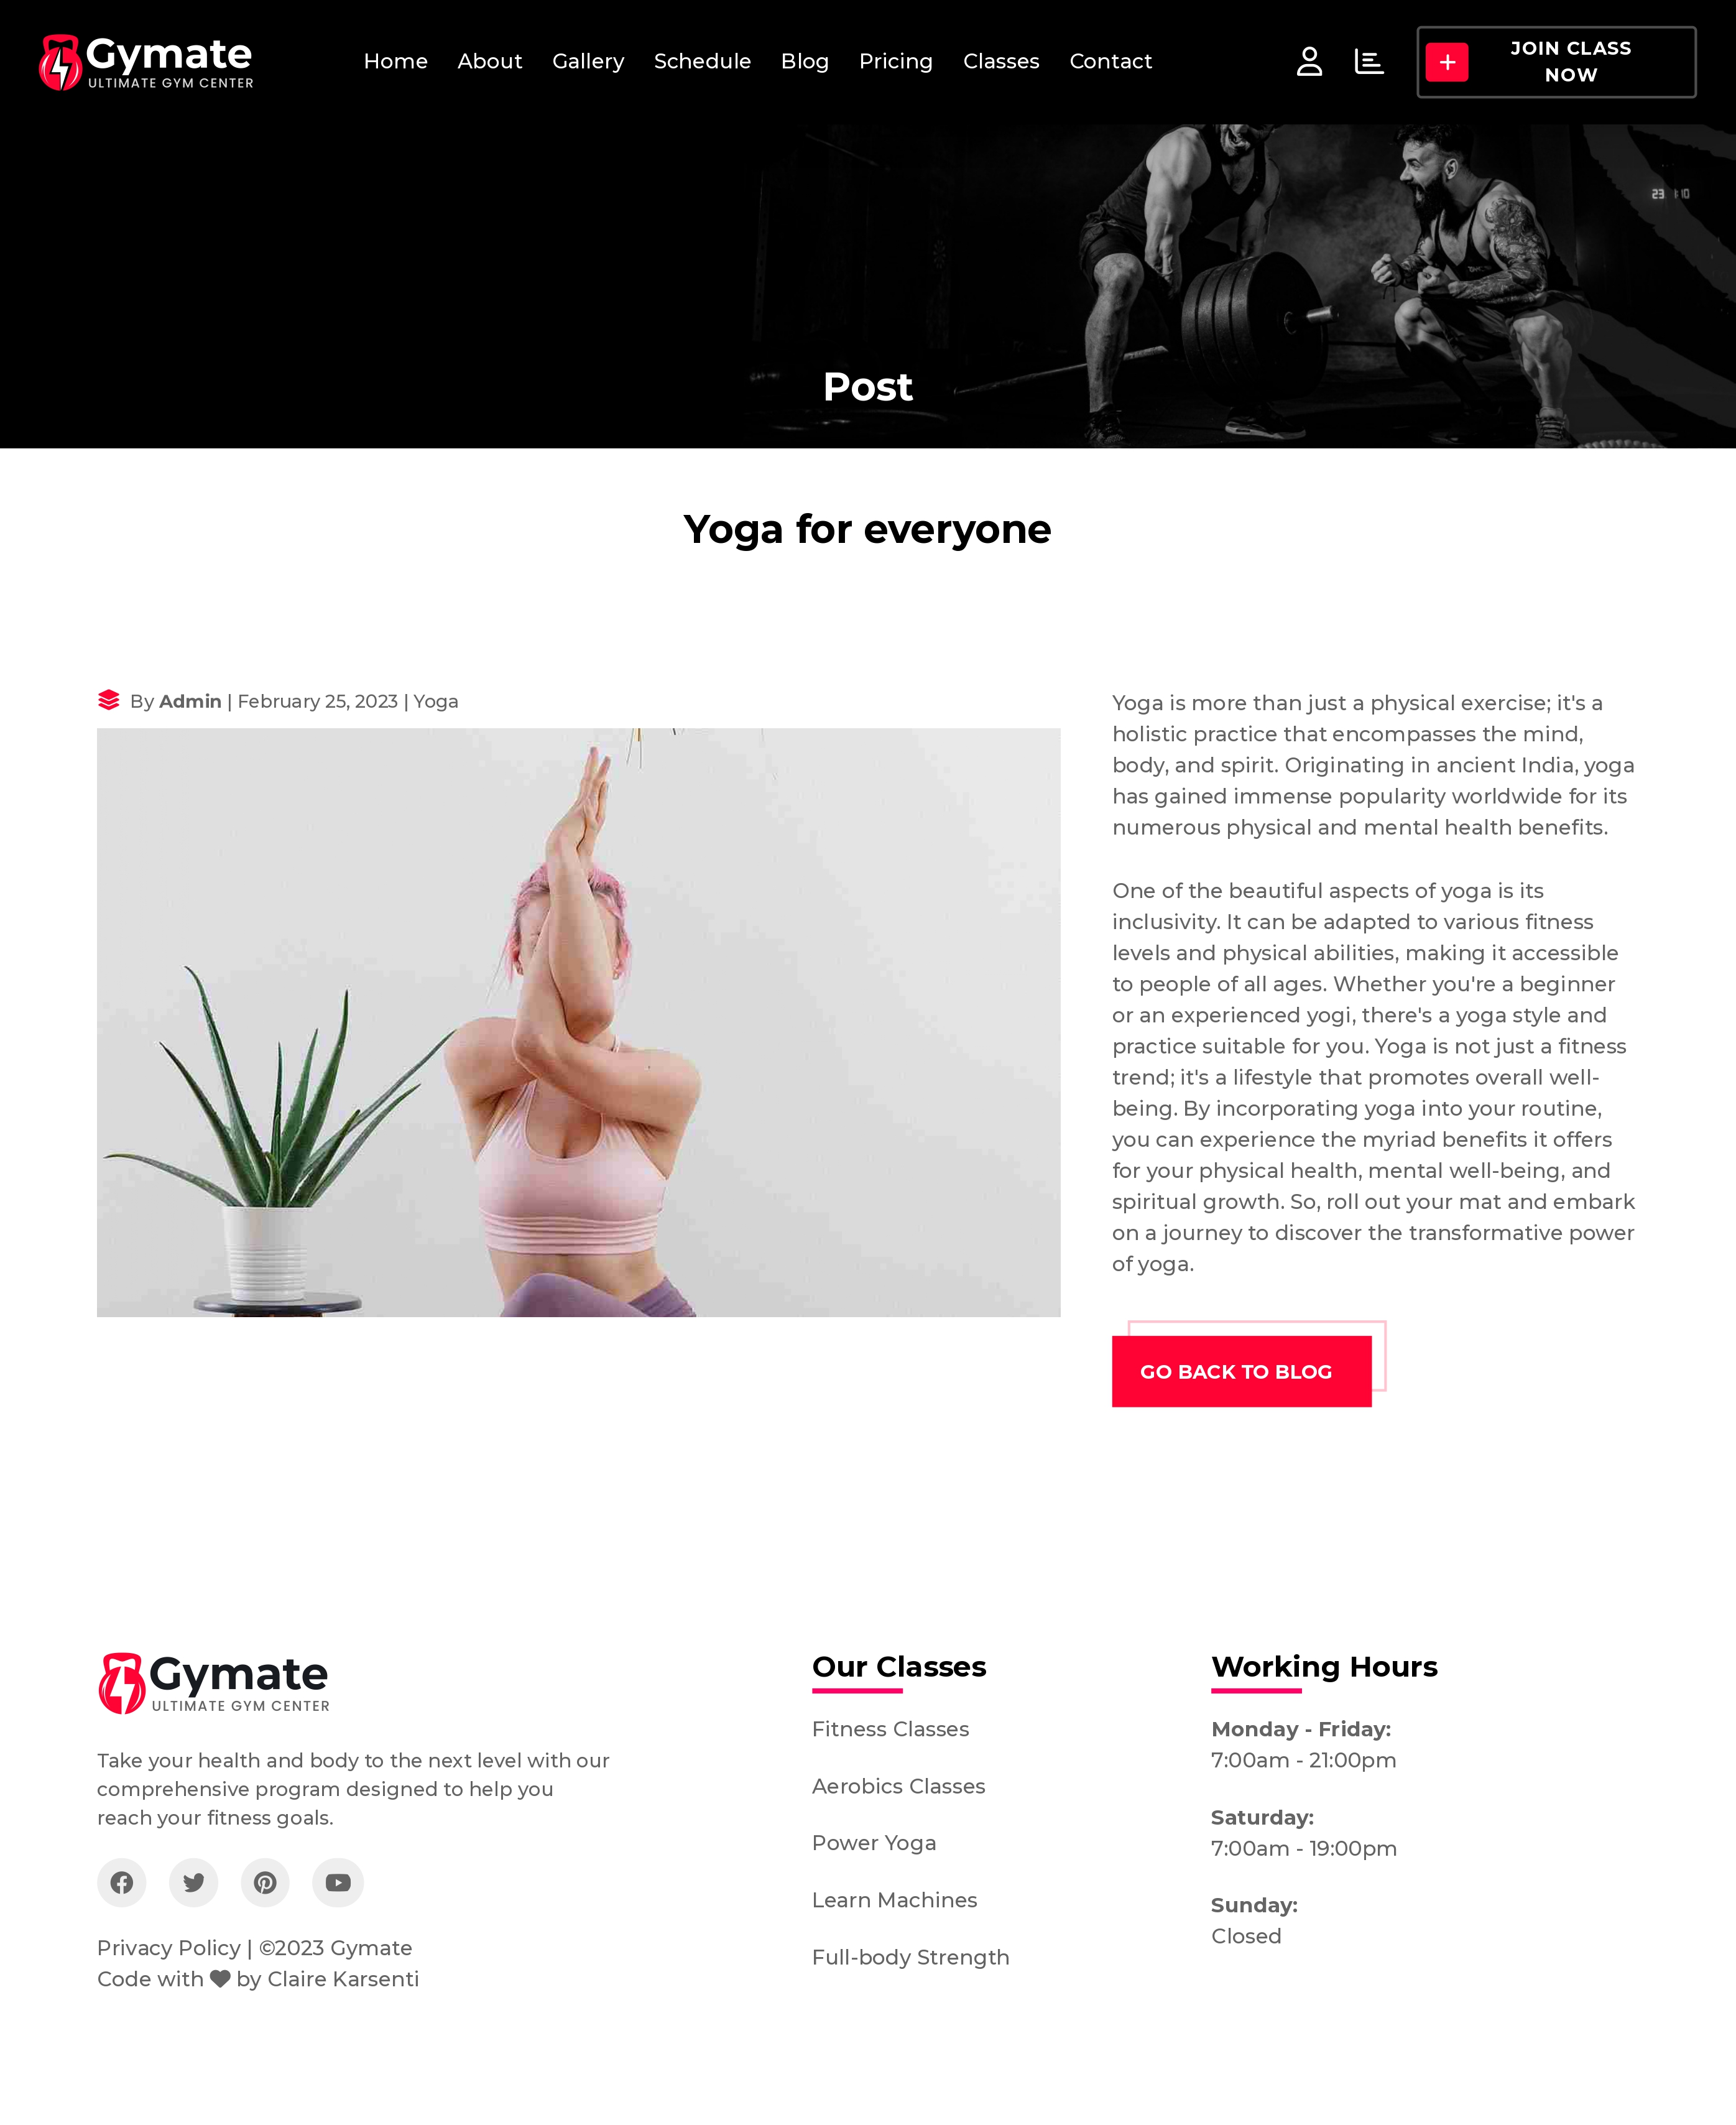 Gymate
ULTIMATE GYM CENTER
Home About Gallery Schedule Blog Pricing Classes Contact
JOIN CLASS
NOW
Post
Yoga for everyone
By Admin | February 25, 2023 | Yoga
Yoga is more than just a physical exercise; it's a
holistic practice that encompasses the mind,
body, and spirit. Originating in ancient India, yoga
has gained immense popularity worldwide for its
numerous physical and mental health benefits.
One of the beautiful aspects of yoga is its
inclusivity. It can be adapted to various fitness
levels and physical abilities, making it accessible
to people of all ages. Whether you're a beginner
or an experienced yogi, there's a yoga style and
practice suitable for you. Yoga is not just a fitness
trend; it's a lifestyle that promotes overall well-
being. By incorporating yoga into your routine,
you can experience the myriad benefits it offers
for your physical health, mental well-being, and
spiritual growth. So, roll out your mat and embark
on a journey to discover the transformative power
of yoga.
GO BACK TO BLOG
Gymate
ULTIMATE GYM CENTER
Take your health and body to the next level with our
comprehensive program designed to help you
reach your fitness goals.
Privacy Policy | ©2023 Gymate
Code with ♥ by Claire Karsenti
Our Classes
Fitness Classes
Aerobics Classes
Power Yoga
Learn Machines
Full-body Strength
Working Hours
Monday - Friday:
7:00am - 21:00pm
Saturday:
7:00am - 19:00pm
Sunday:
Closed